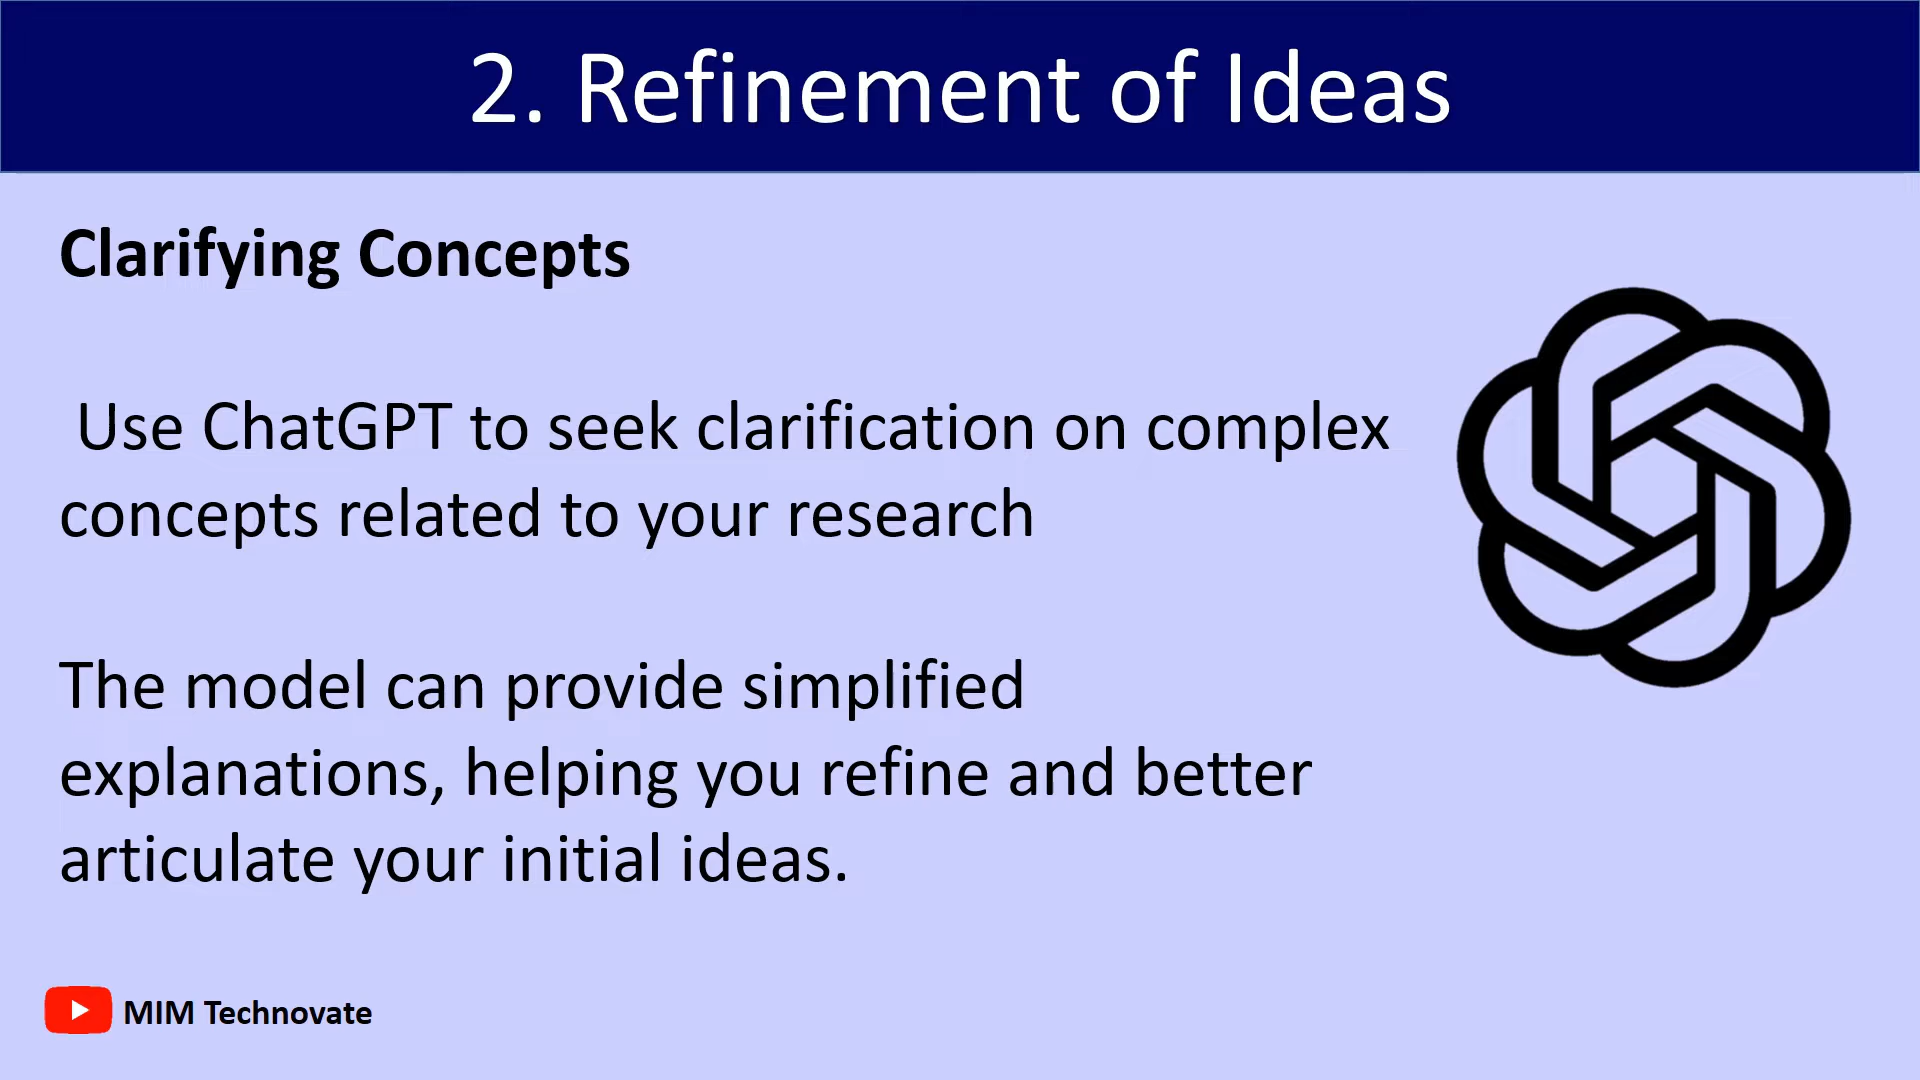 2. Refinement of Ideas
Clarifying Concepts
Use ChatGPT to seek clarification on complex
concepts related to your research
The model can provide simplified
explanations, helping you refine and better
articulate your initial ideas.
MIM Technovate